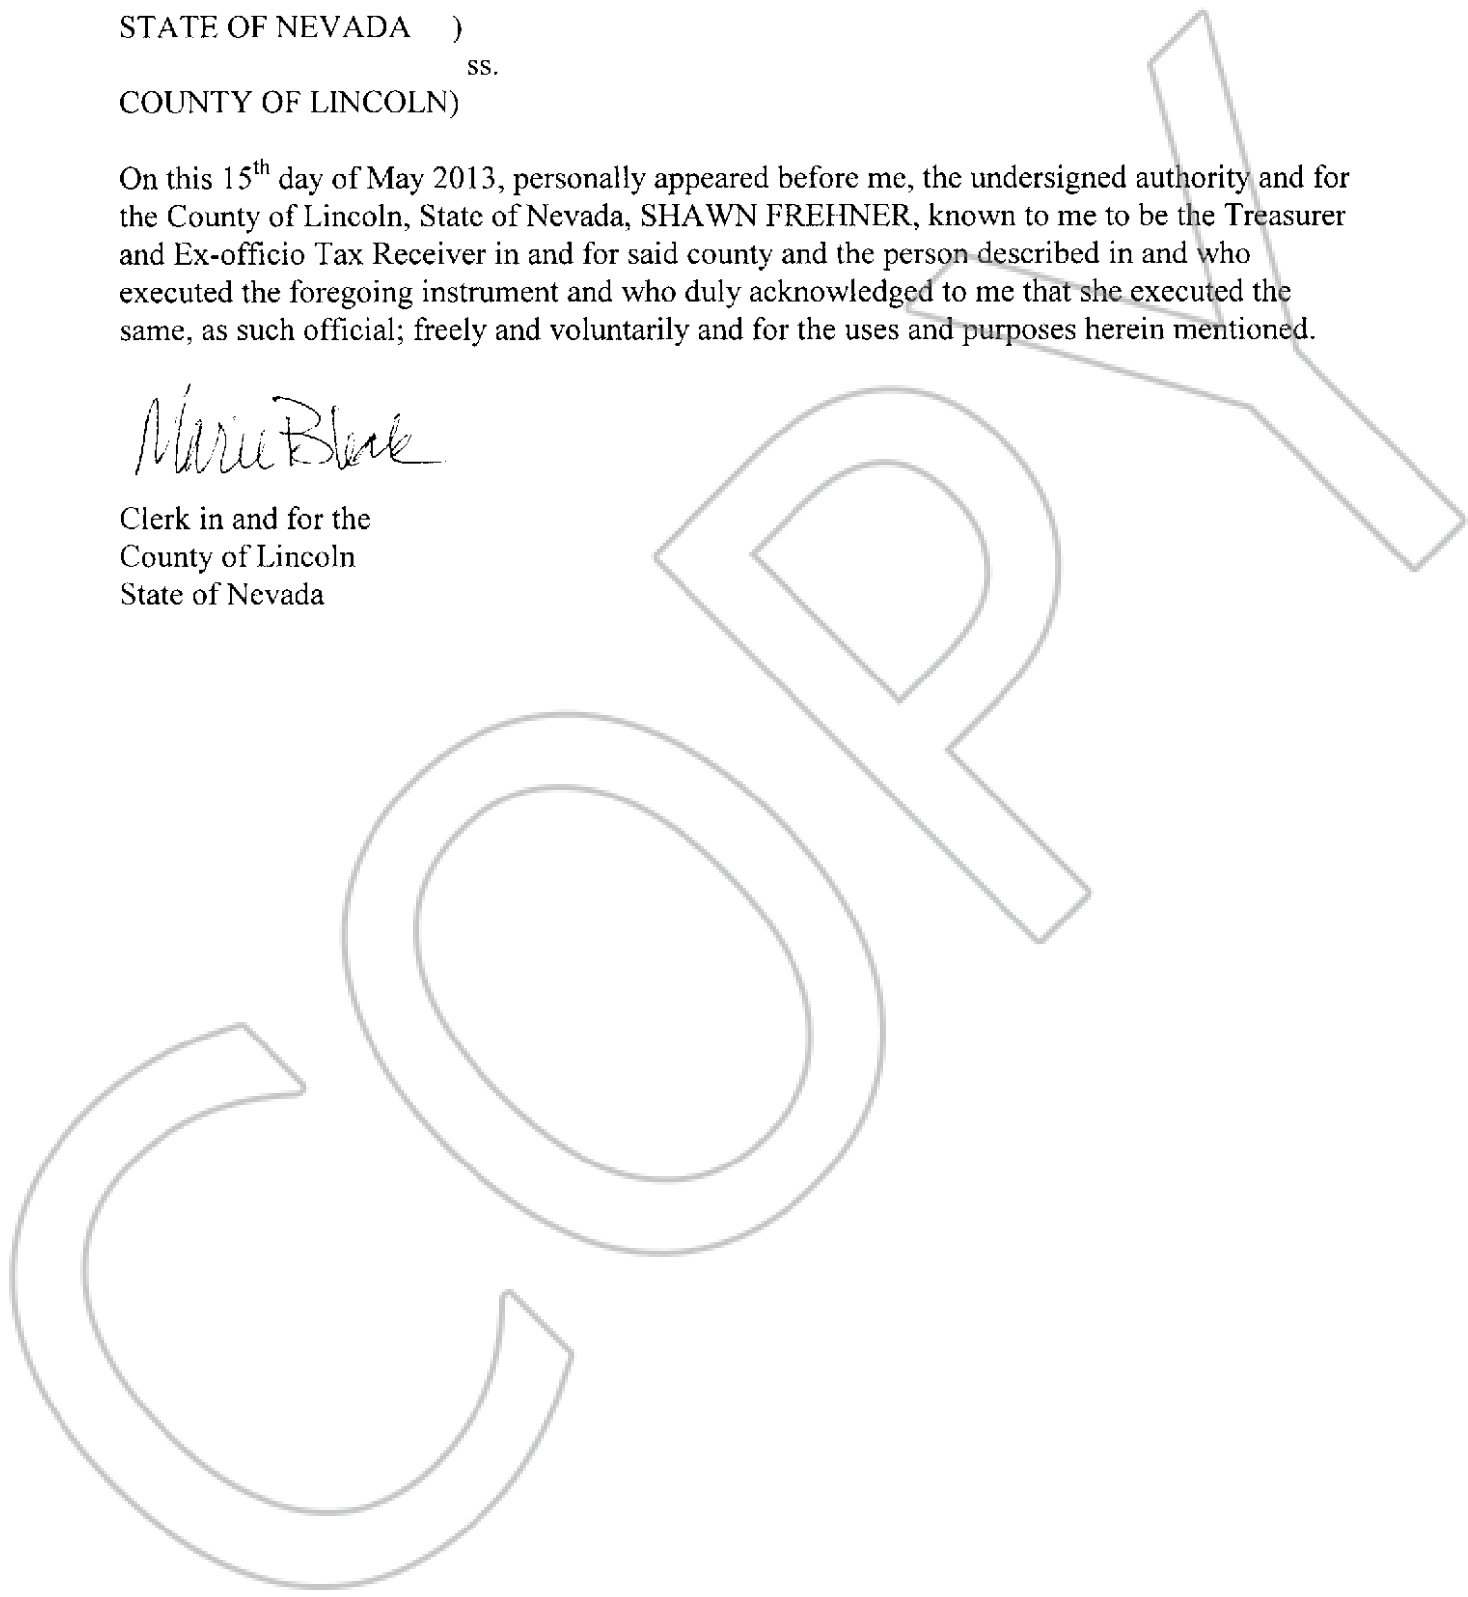 STATE OF NEVADA )
ss.
COUNTY OF LINCOLN)
On this 15th day of May 2013, personally appeared before me, the undersigned authority and for
the County of Lincoln, State of Nevada, SHAWN FREHNER, known to me to be the Treasurer
and Ex-officio Tax Receiver in and for said county and the person described in and who
executed the foregoing instrument and who duly acknowledged to me that she executed the
same, as such official; freely and voluntarily and for the uses and purposes herein mentioned.
Clerk in and for the
County of Lincoln
State of Nevada
COPY